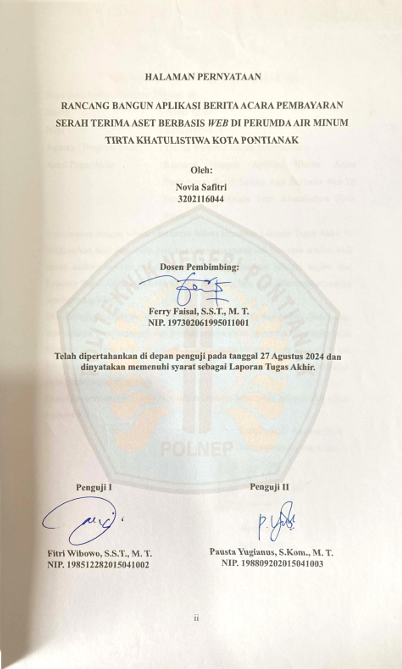 HALAMAN PERNYATAAN
RANCANG BANGUN APLIKASI BERITA ACARA PEMBAYARAN
SERAH TERIMA ASET BERBASIS WEB DI PERUMDA AIR MINUM
TIRTA KHATULISTIWA KOTA PONTIANAK
Oleh:
Novia Safitri
3202116044
Dosen Pembimbing:
Ferry Faisal, S.S.T., M. T.
NIP. 197302061995011001
Telah dipertahankan di depan penguji pada tanggal 27 Agustus 2024 dan
dinyatakan memenuhi syarat sebagai Laporan Tugas Akhir.
POLNEP
Penguji I
Penguji II
Fitri Wibowo, S.S.T., M. T.
NIP. 198512282015041002
Pausta Yugianus, S.Kom., M. T.
NIP. 198809202015041003
ii